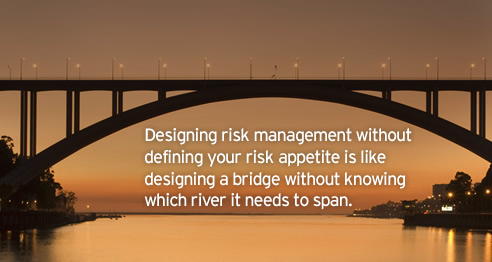 Designing risk management without
defining your risk appetite is like
designing a bridge without knowing
which river it needs to span.